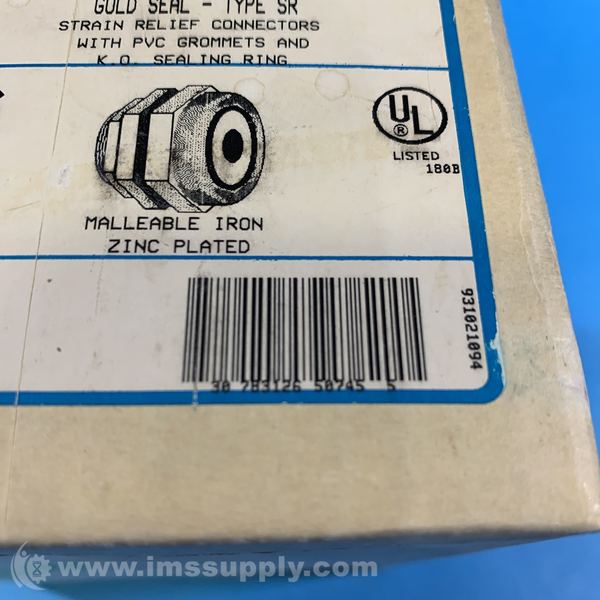 GOLD SEAL - TYPE SR
STRAIN RELIEF CONNECTORS
WITH PVC GROMMETS AND
K.O. SEALING RING
UL
®
LISTED
180B
MALLEABLE IRON
ZINC PLATED
931021094
30 783126 50745 5
www.imssupply.com